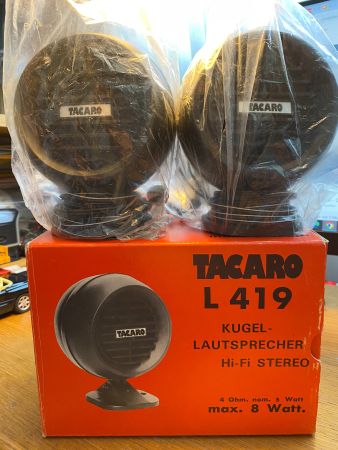 TACARO
TACARO
TACARO
L 419
KUGEL-
LAUTSPRECHER
Hi-Fi STEREO
4 Ohm. nom. 5 Watt
max. 8 Watt.
TACARO